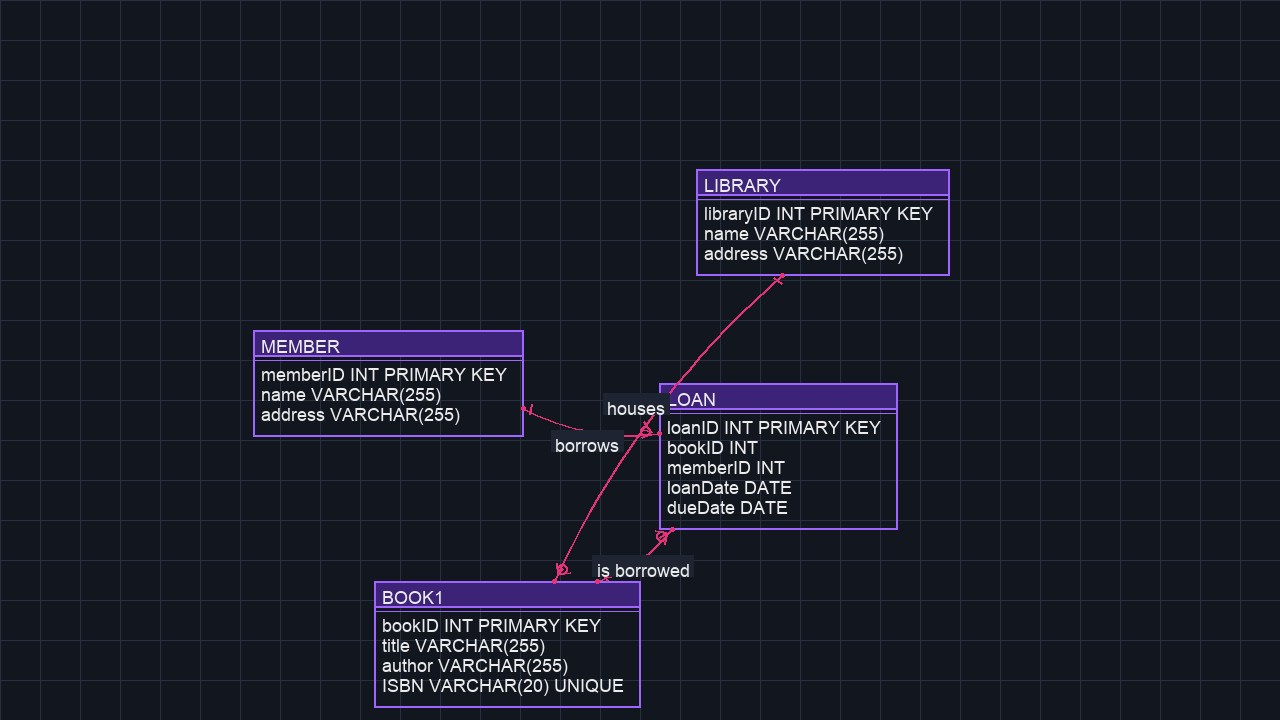 LIBRARY
libraryID INT PRIMARY KEY
name VARCHAR(255)
address VARCHAR(255)
MEMBER
memberID INT PRIMARY KEY
name VARCHAR(255)
address VARCHAR(255)
houses
borrows
LOAN
loanID INT PRIMARY KEY
bookID INT
memberID INT
loanDate DATE
dueDate DATE
is borrowed
BOOK1
bookID INT PRIMARY KEY
title VARCHAR(255)
author VARCHAR(255)
ISBN VARCHAR(20) UNIQUE